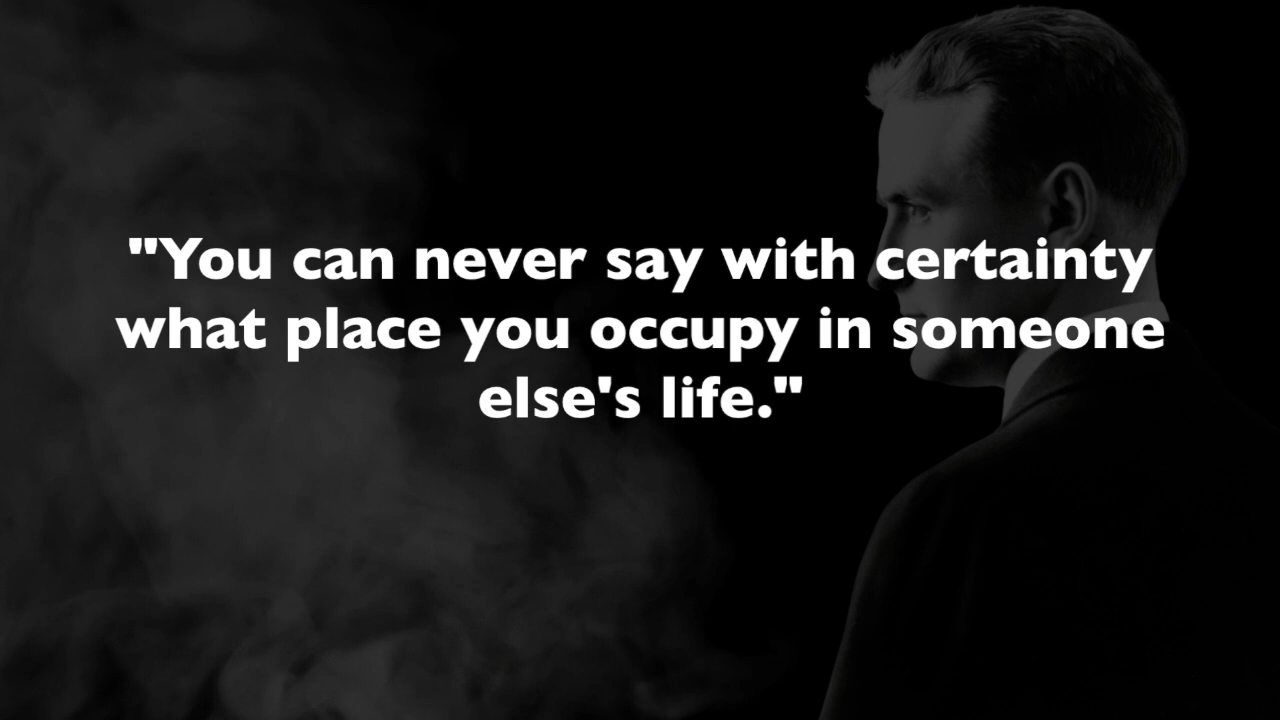 "You can never say with certainty
what place you occupy in someone
else's life."